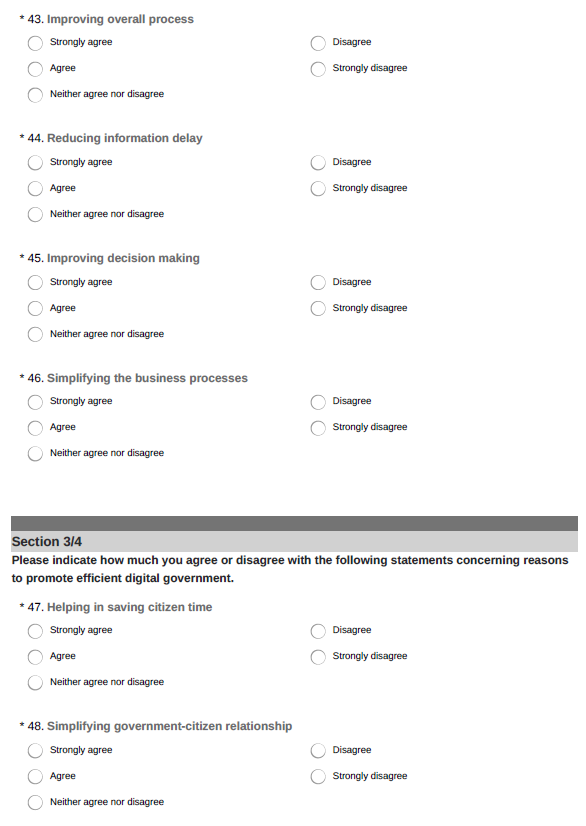 * 43. Improving overall process
Strongly agree
Disagree
Agree
Strongly disagree
Neither agree nor disagree
* 44. Reducing information delay
Strongly agree
Disagree
Agree
Strongly disagree
Neither agree nor disagree
* 45. Improving decision making
Strongly agree
Disagree
Agree
Strongly disagree
Neither agree nor disagree
* 46. Simplifying the business processes
Strongly agree
Disagree
Agree
Strongly disagree
Neither agree nor disagree
Section 3/4
Please indicate how much you agree or disagree with the following statements concerning reasons
to promote efficient digital government.
* 47. Helping in saving citizen time
Strongly agree
Disagree
Agree
Strongly disagree
Neither agree nor disagree
* 48. Simplifying government-citizen relationship
Strongly agree
Disagree
Agree
Strongly disagree
Neither agree nor disagree